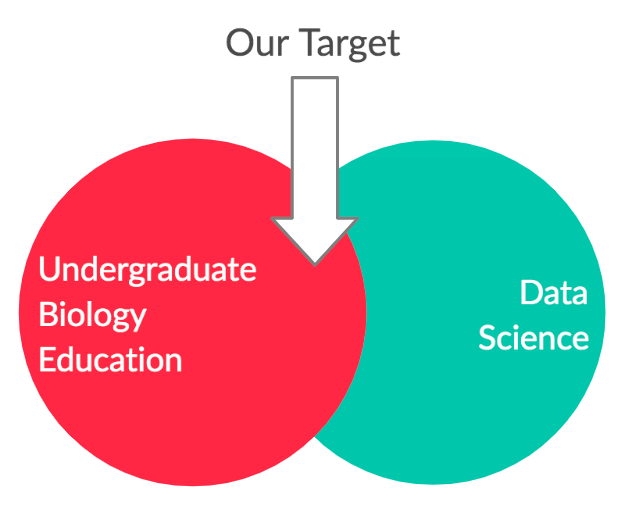 Our Target
Undergraduate
Biology
Education
Data
Science